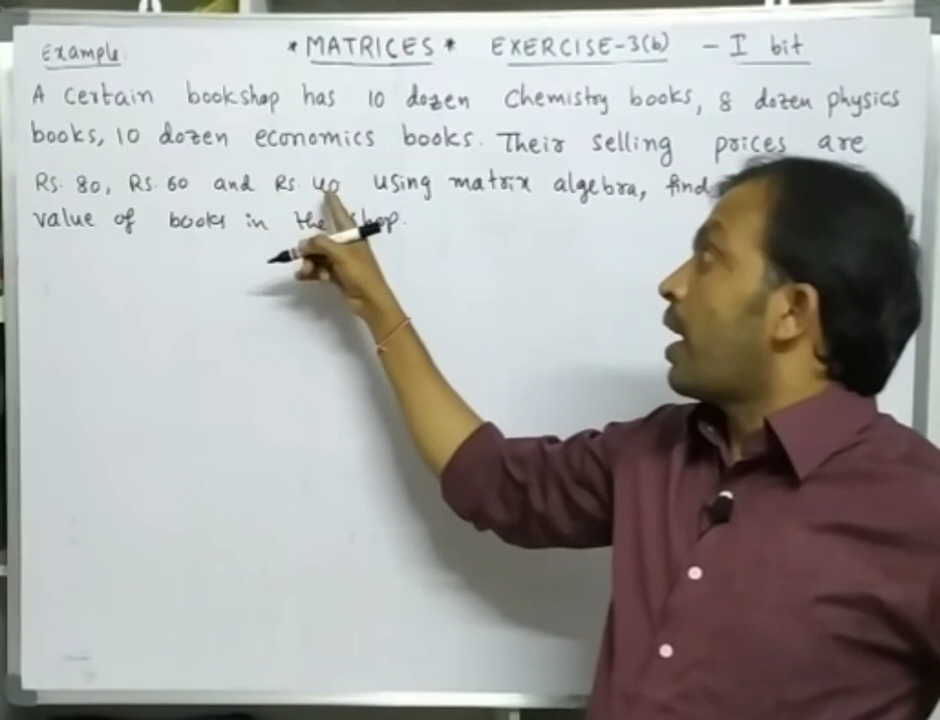 Example: * MATRICES * EXERCISE-3(b) - I bit
A certain bookshop has 10 dozen chemistry books, 8 dozen physics
books, 10 dozen economics books. Their selling prices are
Rs. 80, Rs. 60 and Rs. 40 using matrix algebra, find
value of books in the shop.